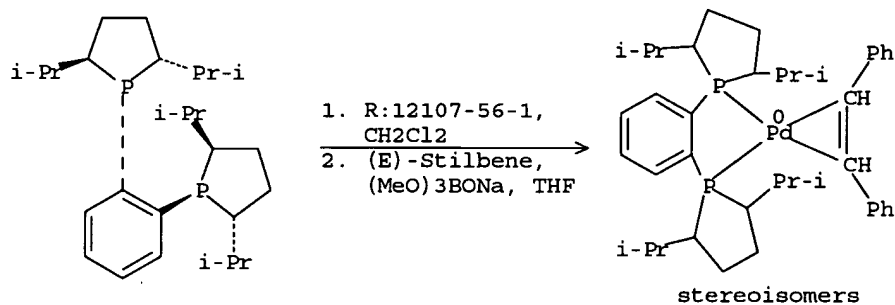 i-Pr
Pr-i
P
i-Pr
P
i-Pr
1. R:12107-56-1,
CH2Cl2
2. (E)-Stilbene,
(MeO)3BONa, THF
i-Pr
Pr-i
P
0
Pd
Ph
CH
CH
Ph
P
Pr-i
i-Pr
stereoisomers